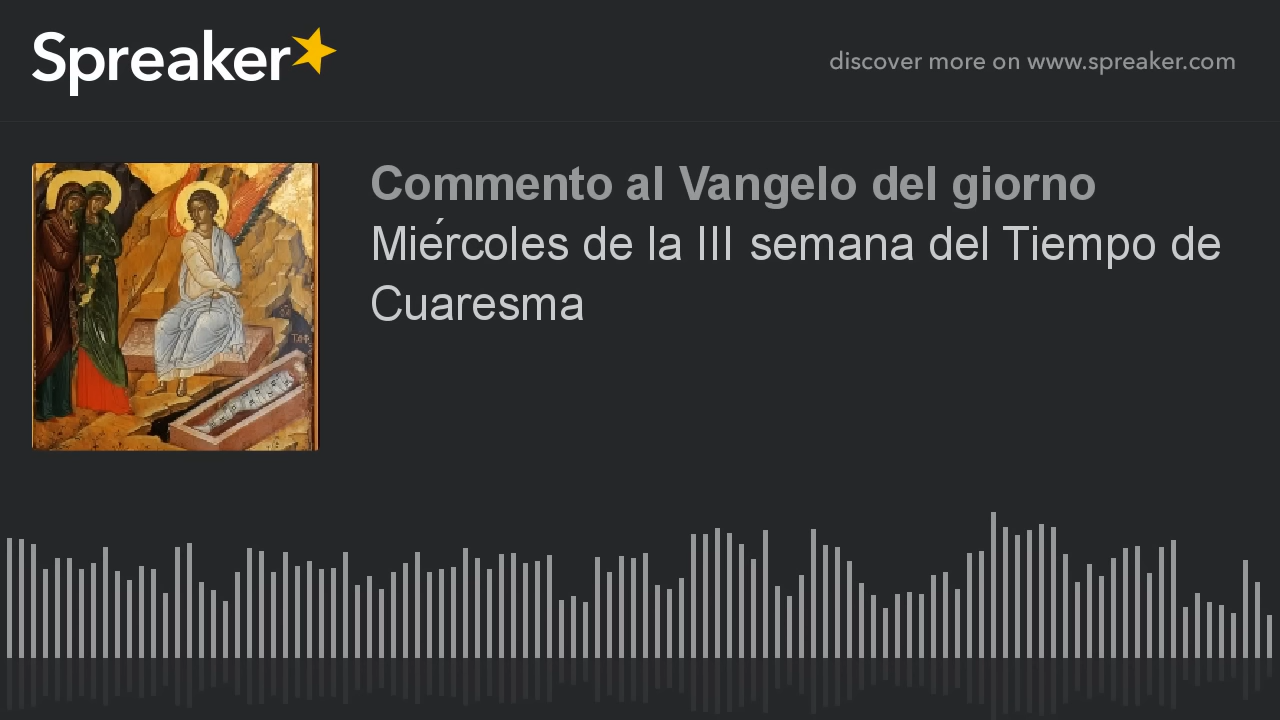 Spreaker
discover more on www.spreaker.com
Commento al Vangelo del giorno
Miércoles de la III semana del Tiempo de
Cuaresma